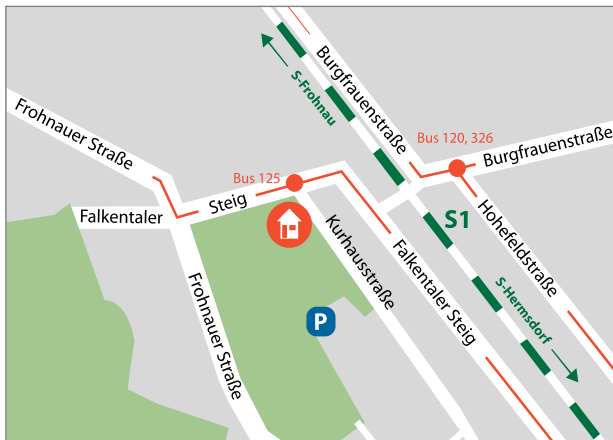 Burgfrauenstraße
S-Frohnau
Frohnauer Straße
Bus 120, 326
Burgfrauenstraße
Bus 125
Steig
Falkentaler
Kurhausstraße
Falkentaler Steig
S1
Hohefeldstraße
S-Hermsdorf
Frohnauer Straße
P